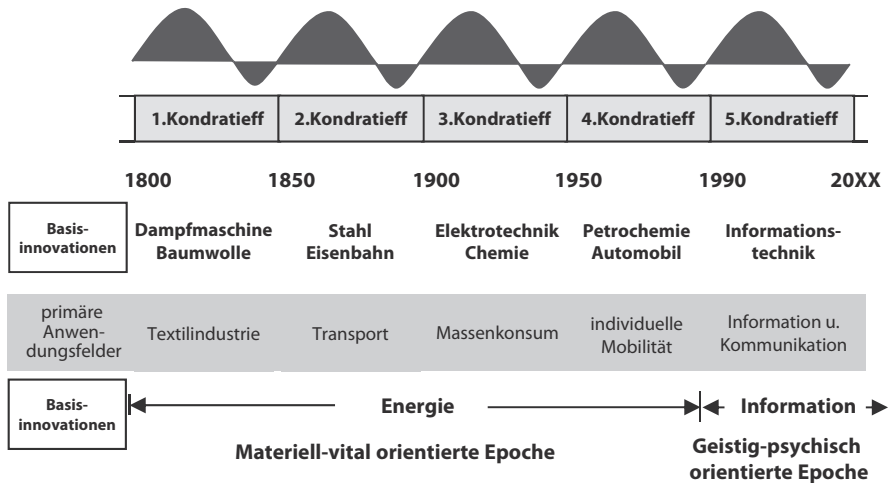 1.Kondratieff 2.Kondratieff 3.Kondratieff 4.Kondratieff 5.Kondratieff
1800 1850 1900 1950 1990 20XX
Basis-
innovationen
Dampfmaschine
Baumwolle
Stahl
Eisenbahn
Elektrotechnik
Chemie
Petrochemie
Automobil
Informations-
technik
primäre
Anwen-
dungsfelder
Textilindustrie
Transport
Massenkonsum
individuelle
Mobilität
Information u.
Kommunikation
Basis-
innovationen
Energie
Information
Materiell-vital orientierte Epoche
Geistig-psychisch
orientierte Epoche